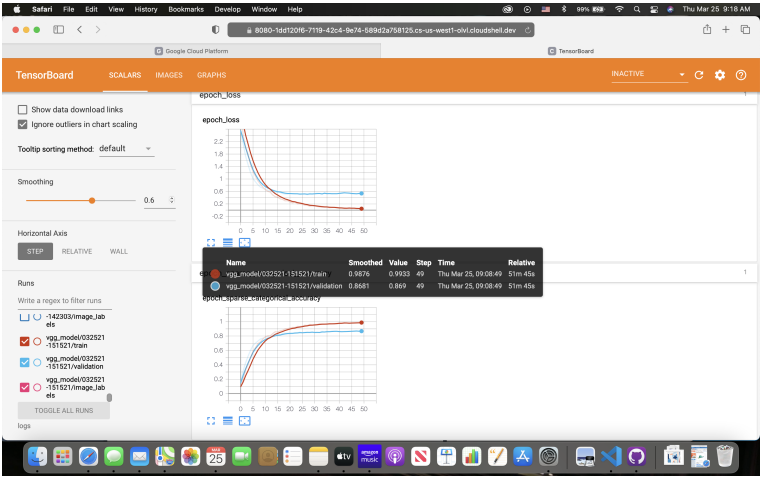 Safari File Edit View History Bookmarks Develop Window Help 99% Thu Mar 25 9:18 AM
8080-1dd120f6-7119-42c4-9e74-589d2a758125.cs-us-west1-olvl.cloudshell.dev
G Google Cloud Platform
C TensorBoard
TensorBoard SCALARS IMAGES GRAPHS INACTIVE
Show data download links
Ignore outliers in chart scaling
Tooltip sorting method: default
Smoothing
0.6
Horizontal Axis
STEP RELATIVE WALL
Runs
Write a regex to filter runs
-142303/image_lab
els
vgg_model/032521
-151521/train
vgg_model/032521
-151521/validation
vgg_model/032521
-151521/image_lab
els
TOGGLE ALL RUNS
logs
epoch_loss 1
epoch_loss
2.2
1.8
1.4
1
0.6
0.2
-0.2
0 5 10 15 20 25 30 35 40 45 50
Name Smoothed Value Step Time Relative
vgg_model/032521-151521/train 0.9876 0.9933 49 Thu Mar 25, 09:08:49 51m 45s
vgg_model/032521-151521/validation 0.8681 0.869 49 Thu Mar 25, 09:08:49 51m 45s
1
epoch_sparse_categorical_accuracy
1
0.8
0.6
0.4
0.2
0
0 5 10 15 20 25 30 35 40 45 50
MAR
25
tv
amazon
music